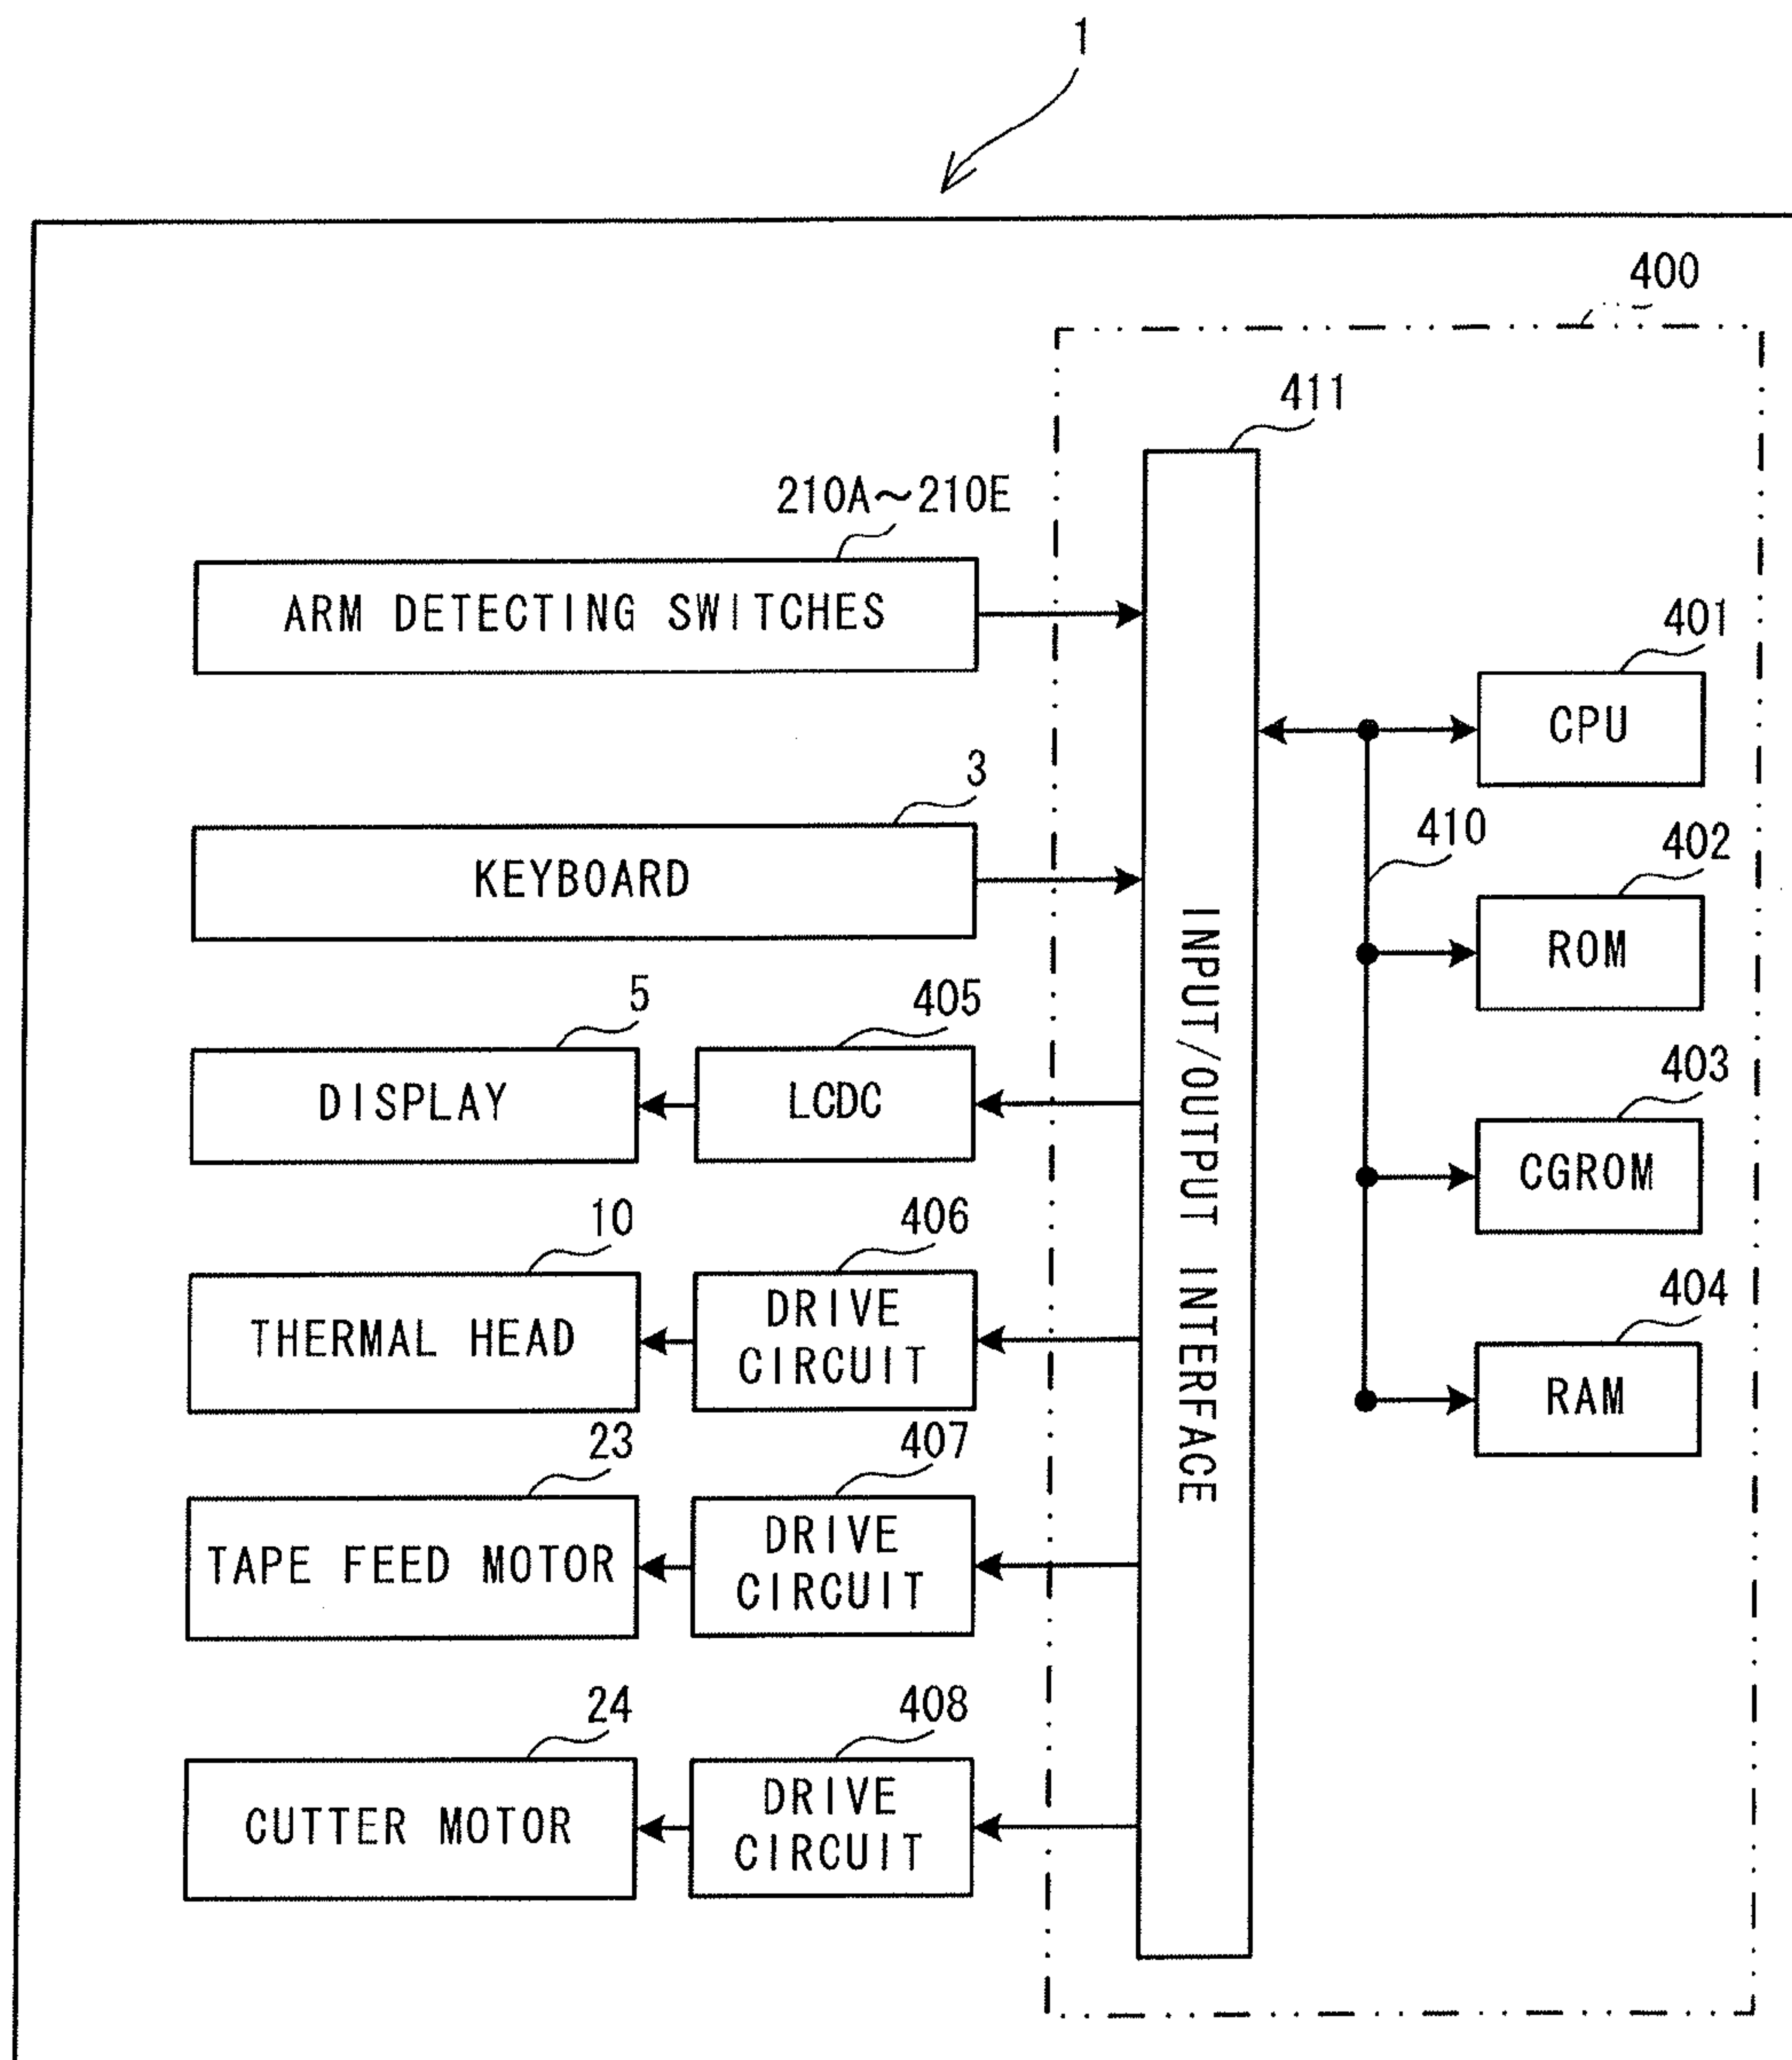 1
400
411
210A～210E
ARM DETECTING SWITCHES
401
CPU
3
KEYBOARD
410
402
ROM
INPUT/OUTPUT INTERFACE
5
405
DISPLAY
LCDC
403
CGROM
10
406
THERMAL HEAD
DRIVE
CIRCUIT
404
RAM
23
407
TAPE FEED MOTOR
DRIVE
CIRCUIT
24
408
CUTTER MOTOR
DRIVE
CIRCUIT